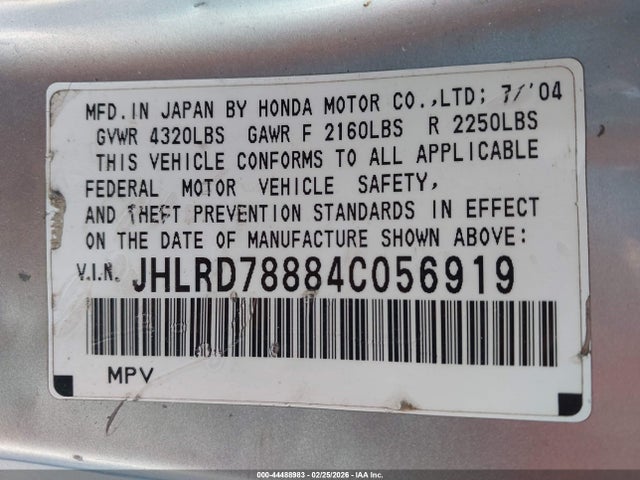 MFD.IN JAPAN BY HONDA MOTOR CO.,LTD; 7/'04
GVWR 4320LBS GAWR F 2160LBS R 2250LBS
THIS VEHICLE CONFORMS TO ALL APPLICABLE
FEDERAL MOTOR VEHICLE SAFETY,
AND THEFT PREVENTION STANDARDS IN EFFECT
ON THE DATE OF MANUFACTURE SHOWN ABOVE:
V.I.N. JHLRD78884C056919
MPV
000-44488983 - 02/25/2026 - IAA Inc.